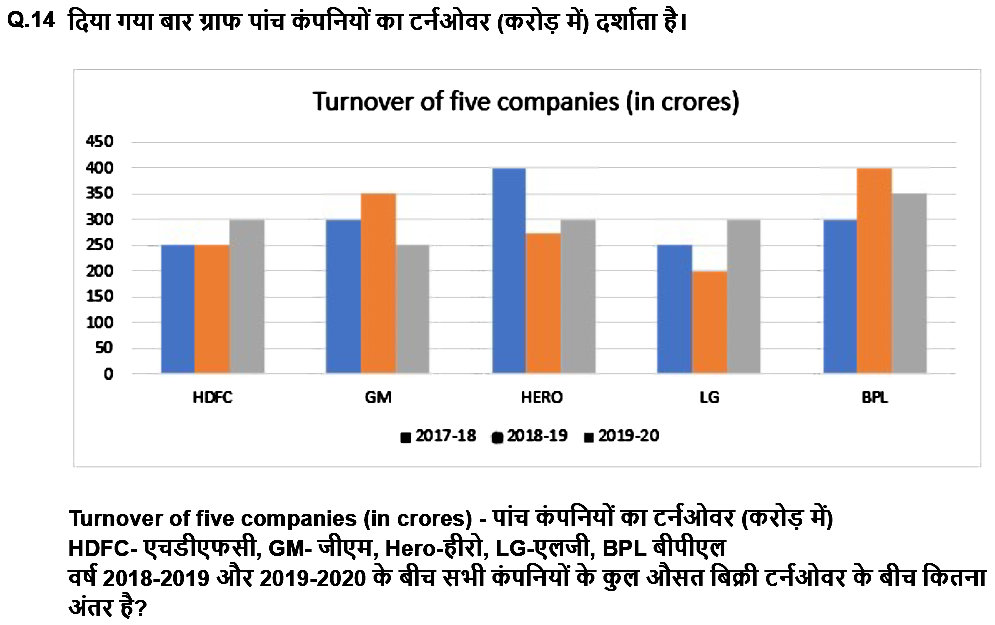 Q.14 दिया गया बार ग्राफ पांच कंपनियों का टर्नओवर (करोड़ में) दर्शाता है।
Turnover of five companies (in crores)
450
400
350
300
250
200
150
100
50
0
HDFC GM HERO LG BPL
2017-18 2018-19 2019-20
Turnover of five companies (in crores) - पांच कंपनियों का टर्नओवर (करोड़ में)
HDFC- एचडीएफसी, GM- जीएम, Hero-हीरो, LG-एलजी, BPL बीपीएल
वर्ष 2018-2019 और 2019-2020 के बीच सभी कंपनियों के कुल औसत बिक्री टर्नओवर के बीच कितना
अंतर है?